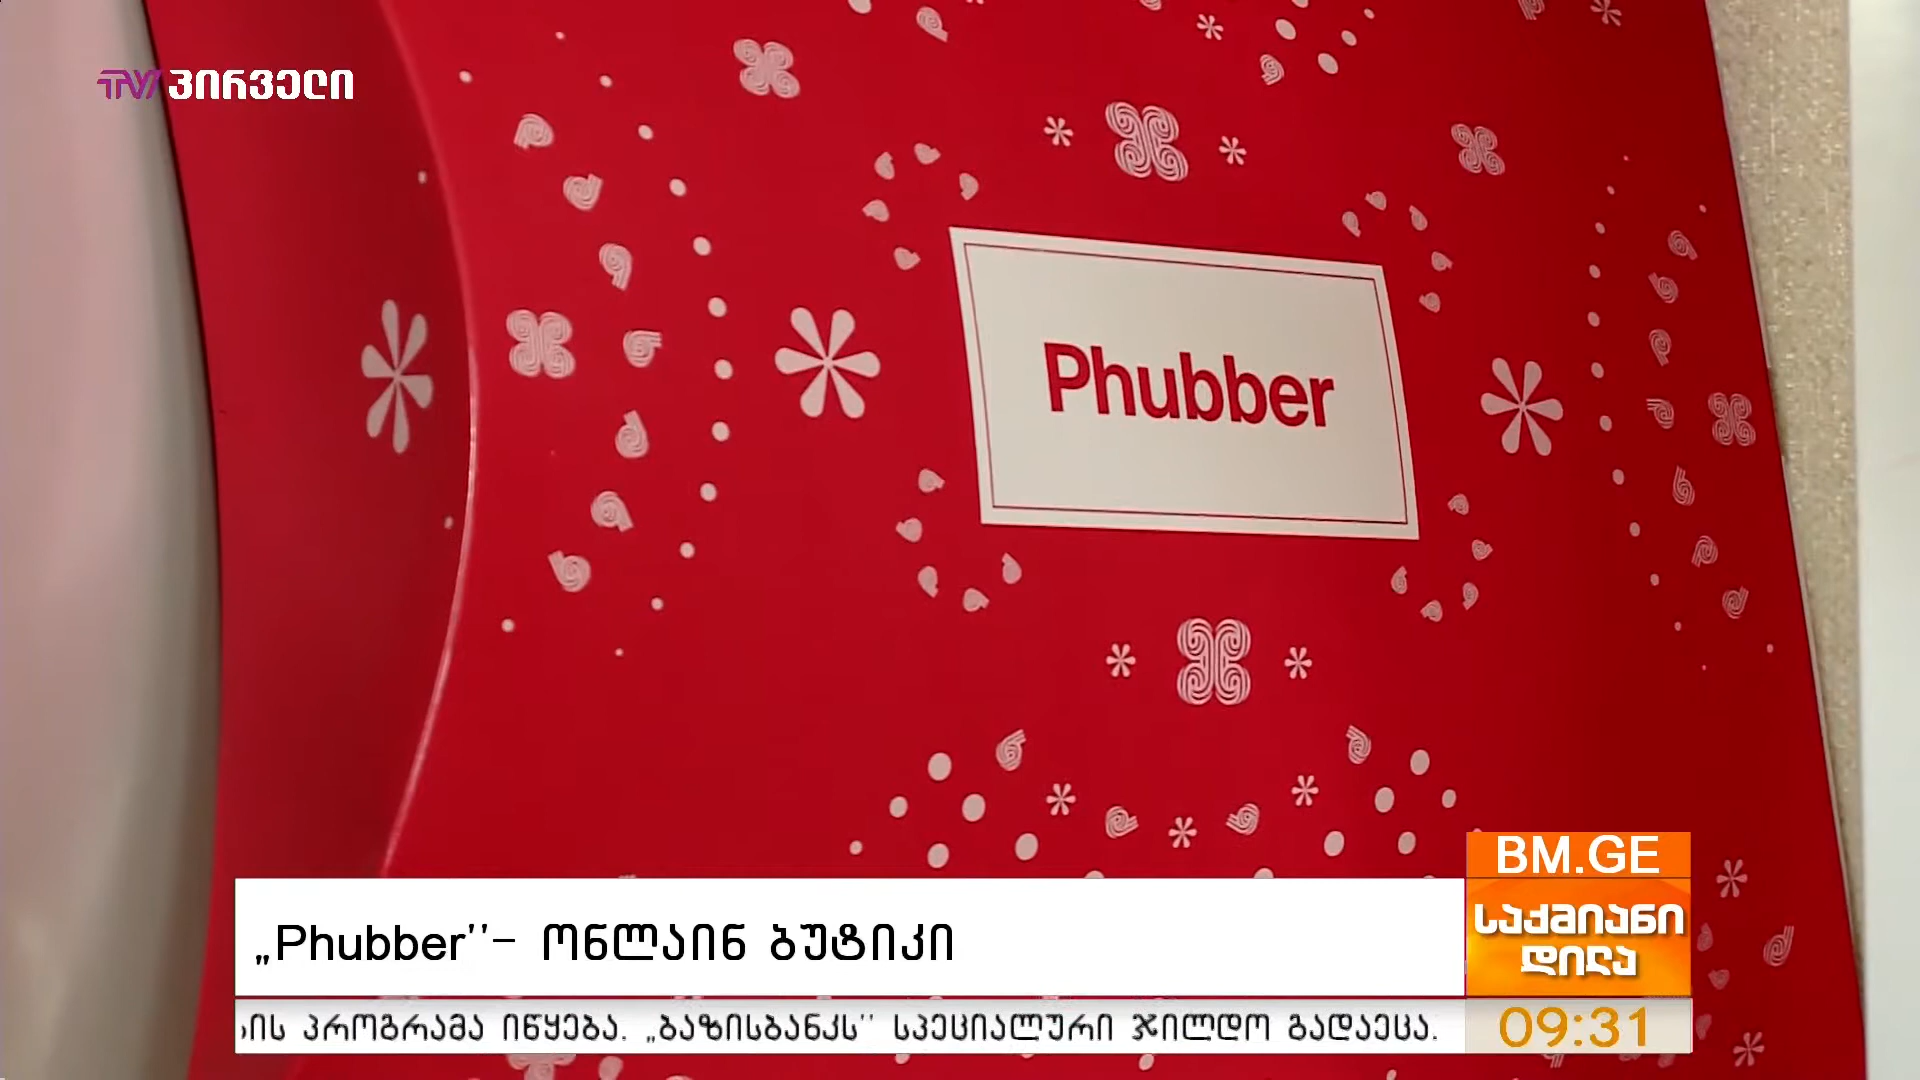 TV ᲞᲘᲠᲕᲔᲚᲘ
Phubber
BM.GE
„Phubber''- ონლაინ ბუტიკი
საქმიანი
დილა
ის პროგრამა იწყება. „ბაზისბანკს'' სპეციალური ჯილდო გადაეცა.
09:31